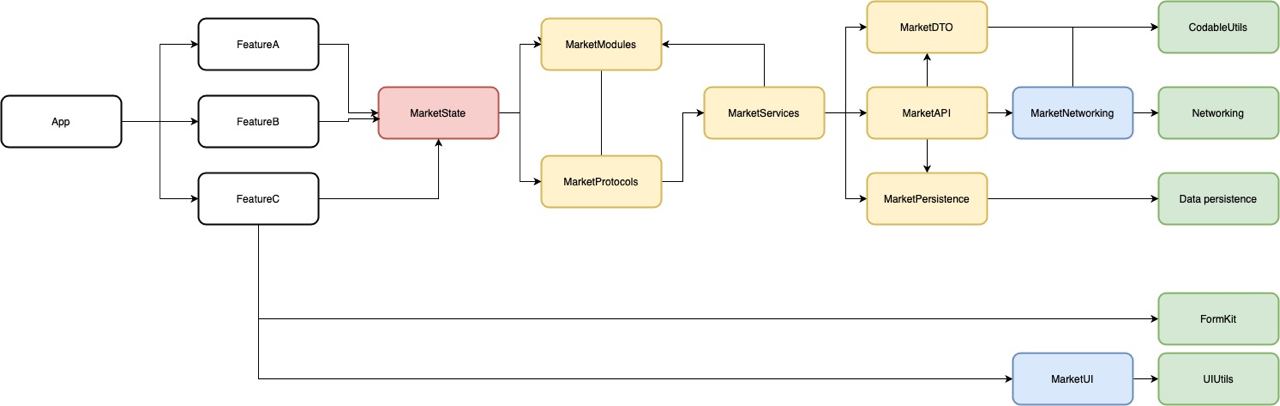 App
FeatureA
FeatureB
FeatureC
MarketState
MarketModules
MarketProtocols
MarketServices
MarketDTO
MarketAPI
MarketPersistence
MarketNetworking
CodableUtils
Networking
Data persistence
FormKit
MarketUI
UIUtils